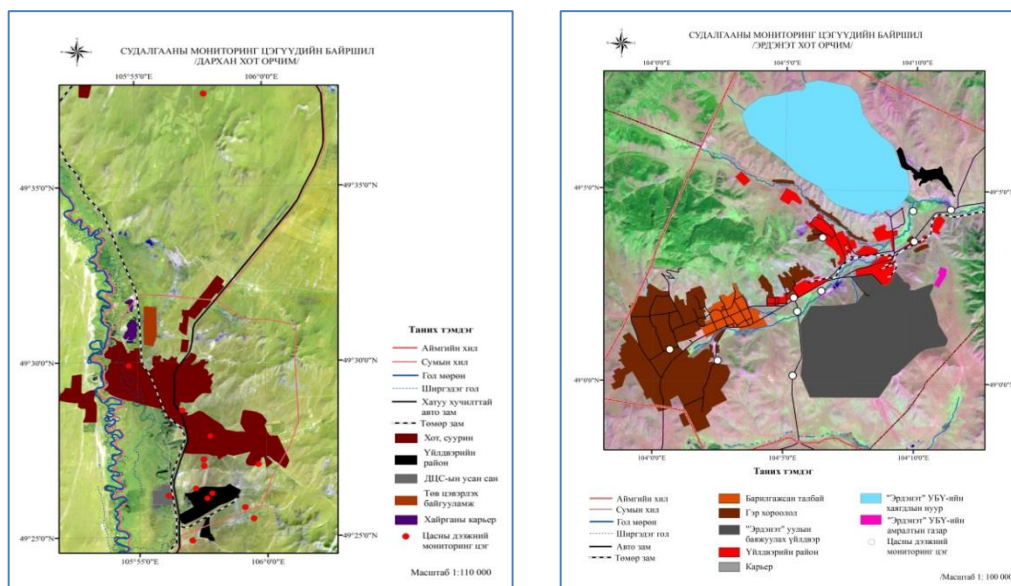 СУДАЛГААНЫ МОНИТОРИНГ ЦЭГҮҮДИЙН БАЙРШИЛ
/ДАРХАН ХОТ ОРЧИМ/
105°55'0"E
106°0'0"E
49°35'0"N
49°35'0"N
49°30'0"N
49°30'0"N
49°25'0"N
49°25'0"N
105°55'0"E
106°0'0"E
Таних тэмдэг
Аймгийн хил
Сумын хил
Гол мөрөн
Ширгэдэг гол
Хатуу хучилттай
авто зам
Төмөр зам
Хот, суурин
Үйлдвэрийн
район
ДЦС-ын усан сан
Төв цэвэрлэх
байгууламж
Хайрганы карьер
Цасны дээжний
мониторинг цэг
Масштаб 1:110 000
СУДАЛГААНЫ МОНИТОРИНГ ЦЭГҮҮДИЙН БАЙРШИЛ
/ЭРДЭНЭТ ХОТ ОРЧИМ/
104°0'0"E
104°5'0"E
104°10'0"E
49°5'0"N
49°5'0"N
49°0'0"N
49°0'0"N
104°0'0"E
104°5'0"E
104°10'0"E
Таних тэмдэг
Аймгийн хил
Сумын хил
Гол мөрөн
Ширгэдэг гол
Авто зам
Төмөр зам
Барилгажсан талбай
Гэр хороолол
"Эрдэнэт" уулын
баяжуулах үйлдвэр
Үйлдвэрийн район
Карьер
"Эрдэнэт" УБҮ-ийн
хаягдлын нуур
"Эрдэнэт" УБҮ-ийн
амралтын газар
Цасны дээжний
мониторинг цэг
/Масштаб 1: 100 000/